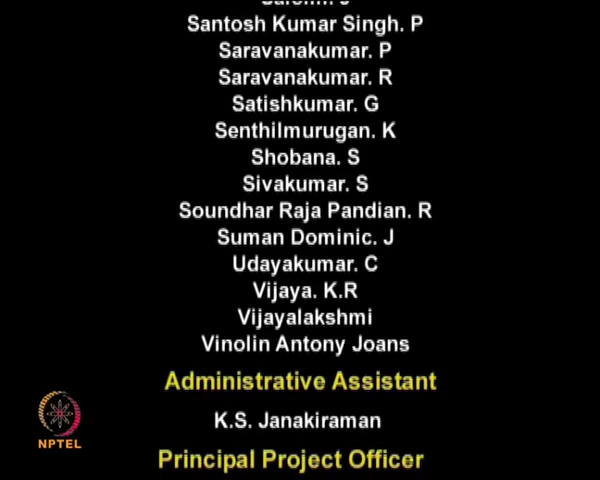 Santosh Kumar Singh. P
Saravanakumar. P
Saravanakumar. R
Satishkumar. G
Senthilmurugan. K
Shobana. S
Sivakumar. S
Soundhar Raja Pandian. R
Suman Dominic. J
Udayakumar. C
Vijaya. K.R
Vijayalakshmi
Vinolin Antony Joans
Administrative Assistant
K.S. Janakiraman
NPTEL
Principal Project Officer